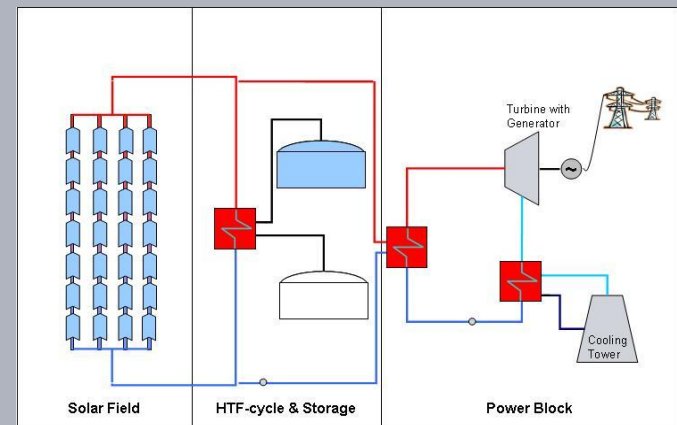 Turbine with
Generator
~
Cooling
Tower
Solar Field
HTF-cycle & Storage
Power Block